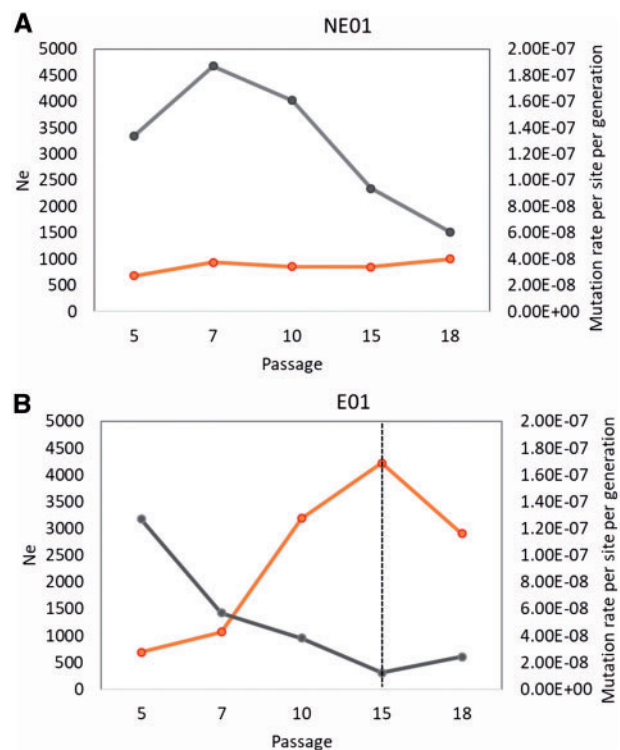 A
NE01
5000 2.00E-07
4500 1.80E-07
4000 1.60E-07
3500 1.40E-07
3000 1.20E-07
2500 1.00E-07
2000 8.00E-08
1500 6.00E-08
1000 4.00E-08
500 2.00E-08
0 0.00E+00
Ne
Mutation rate per site per generation
5 7 10 15 18
Passage
B
E01
5000 2.00E-07
4500 1.80E-07
4000 1.60E-07
3500 1.40E-07
3000 1.20E-07
2500 1.00E-07
2000 8.00E-08
1500 6.00E-08
1000 4.00E-08
500 2.00E-08
0 0.00E+00
Ne
Mutation rate per site per generation
5 7 10 15 18
Passage